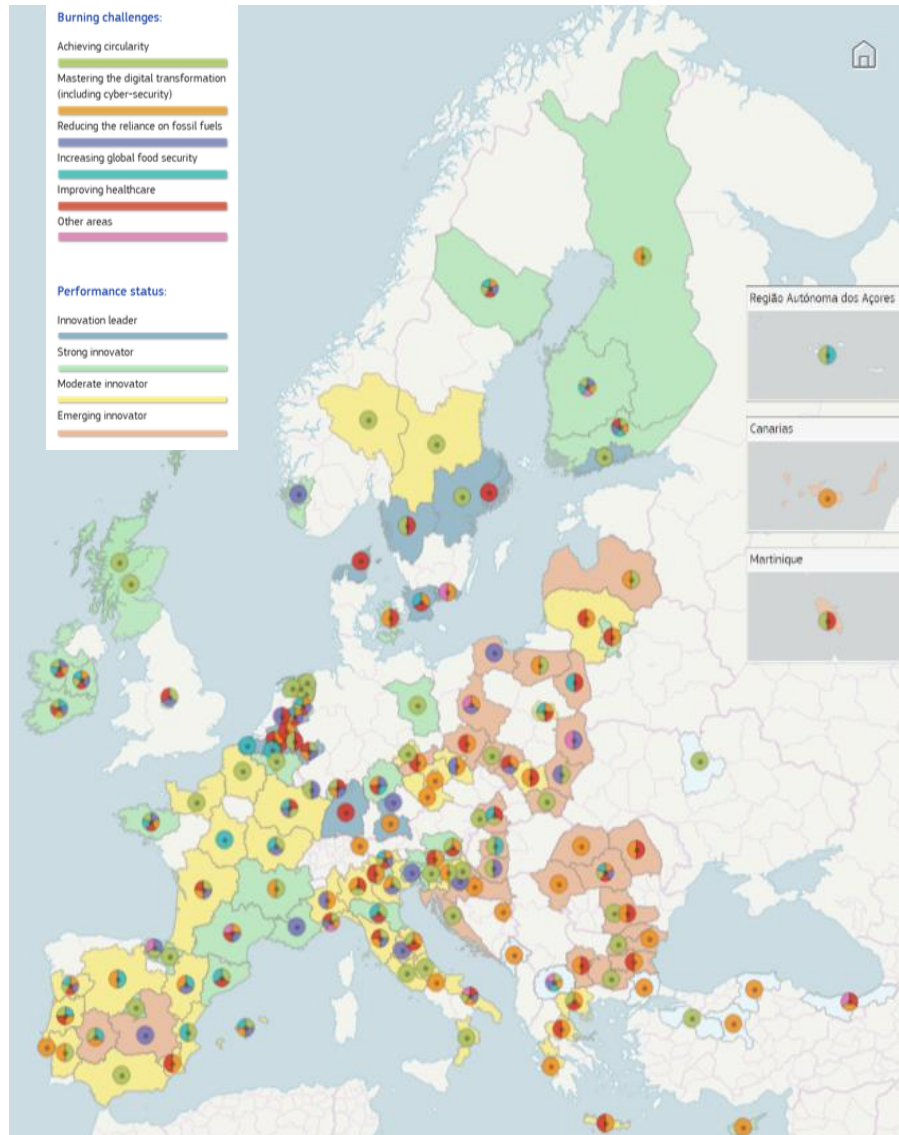 Burning challenges:
Achieving circularity
Mastering the digital transformation
(including cyber-security)
Reducing the reliance on fossil fuels
Increasing global food security
Improving healthcare
Other areas
Performance status:
Innovation leader
Strong innovator
Moderate innovator
Emerging innovator
Região Autónoma dos Açores
Canarias
Martinique